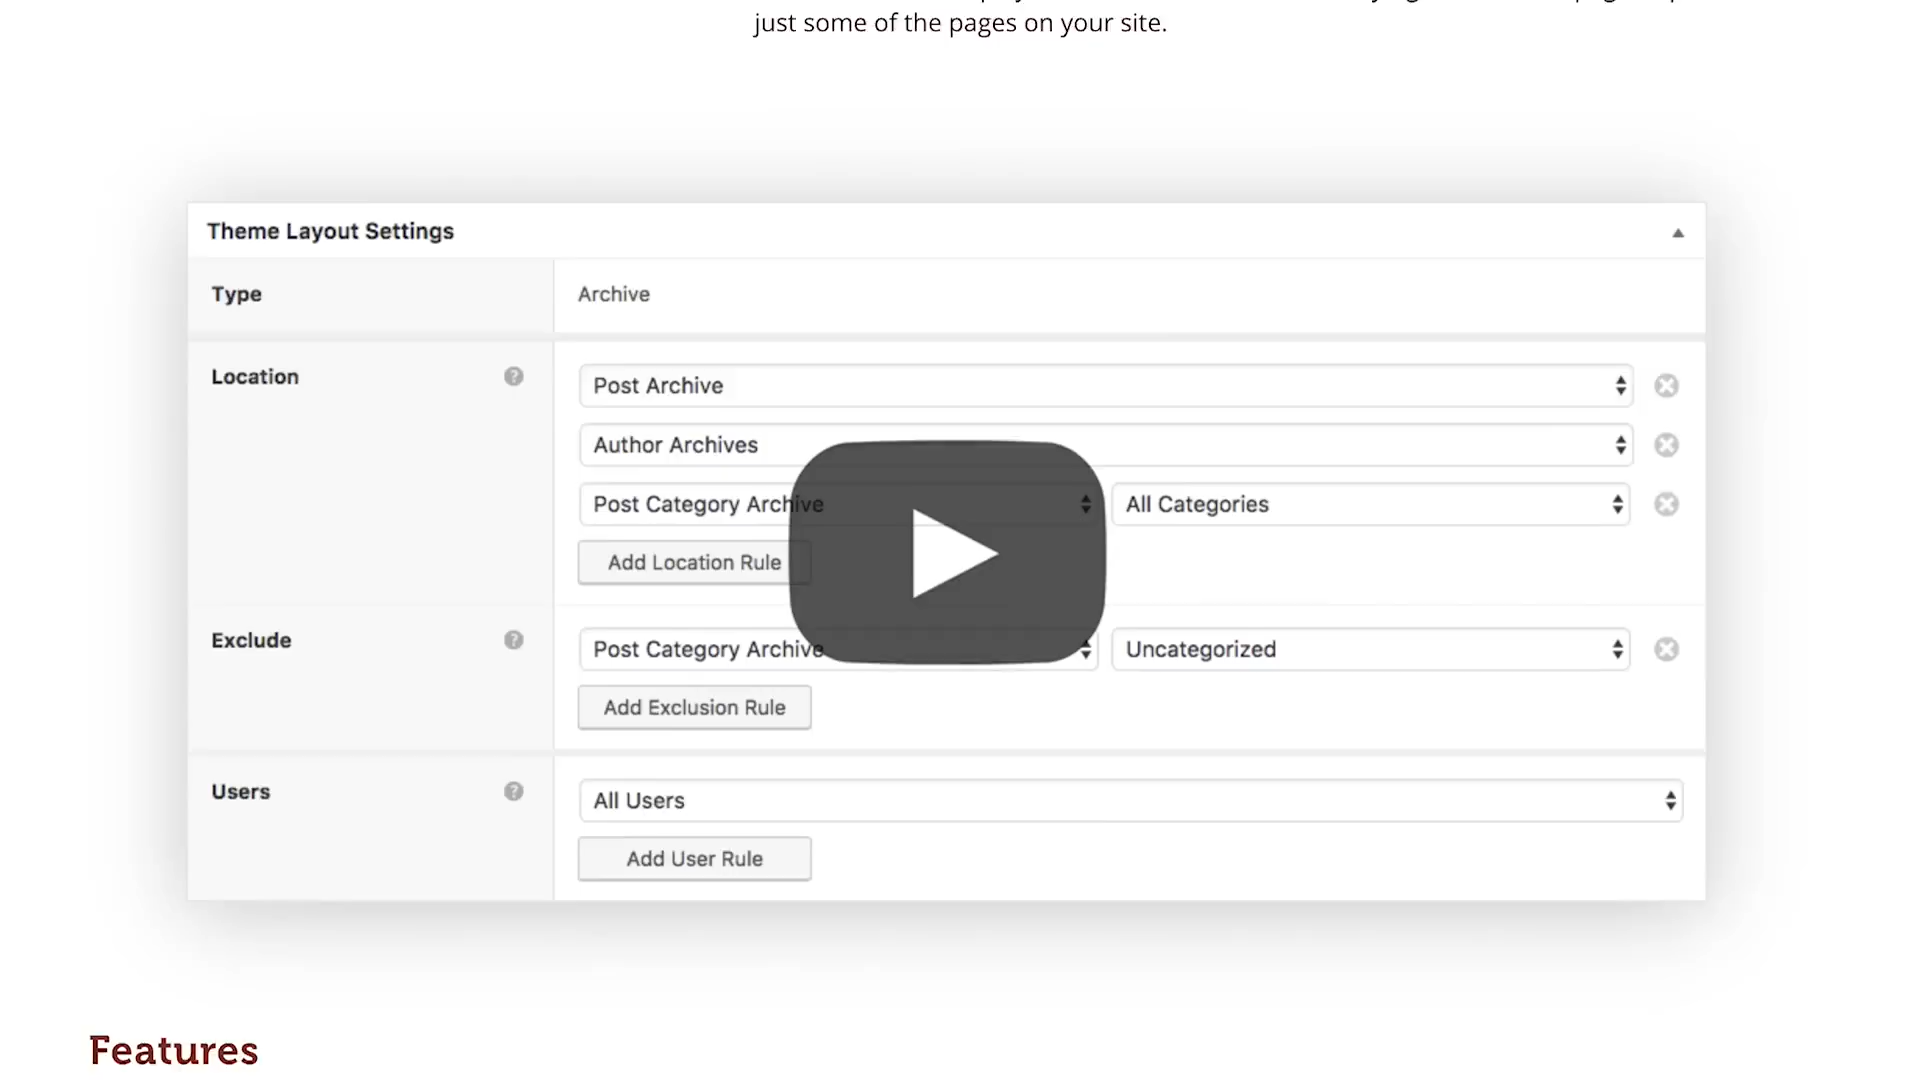 just some of the pages on your site.
Theme Layout Settings
Type
Archive
Location
Post Archive
Author Archives
Post Category Archive
All Categories
Add Location Rule
Exclude
Post Category Archive
Uncategorized
Add Exclusion Rule
Users
All Users
Add User Rule
Features